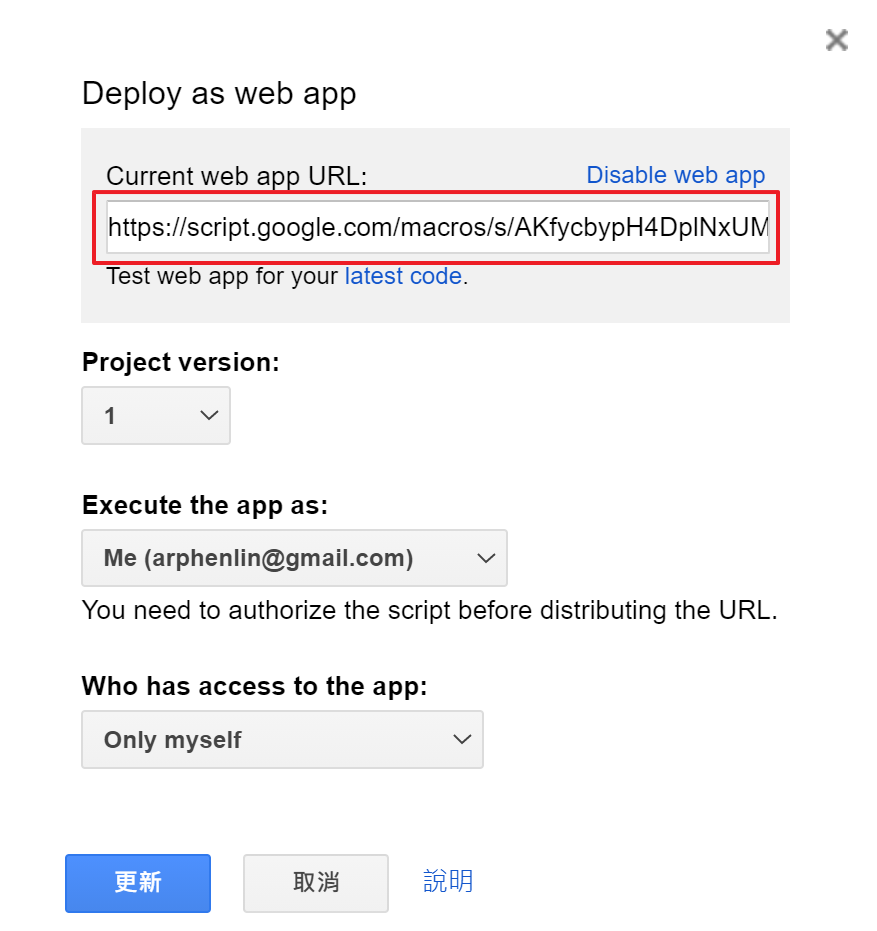 Deploy as web app
Current web app URL: Disable web app
https://script.google.com/macros/s/AKfycbypH4DplNxUM
Test web app for your latest code.
Project version:
1
Execute the app as:
Me (arphenlin@gmail.com)
You need to authorize the script before distributing the URL.
Who has access to the app:
Only myself
更新 取消 說明